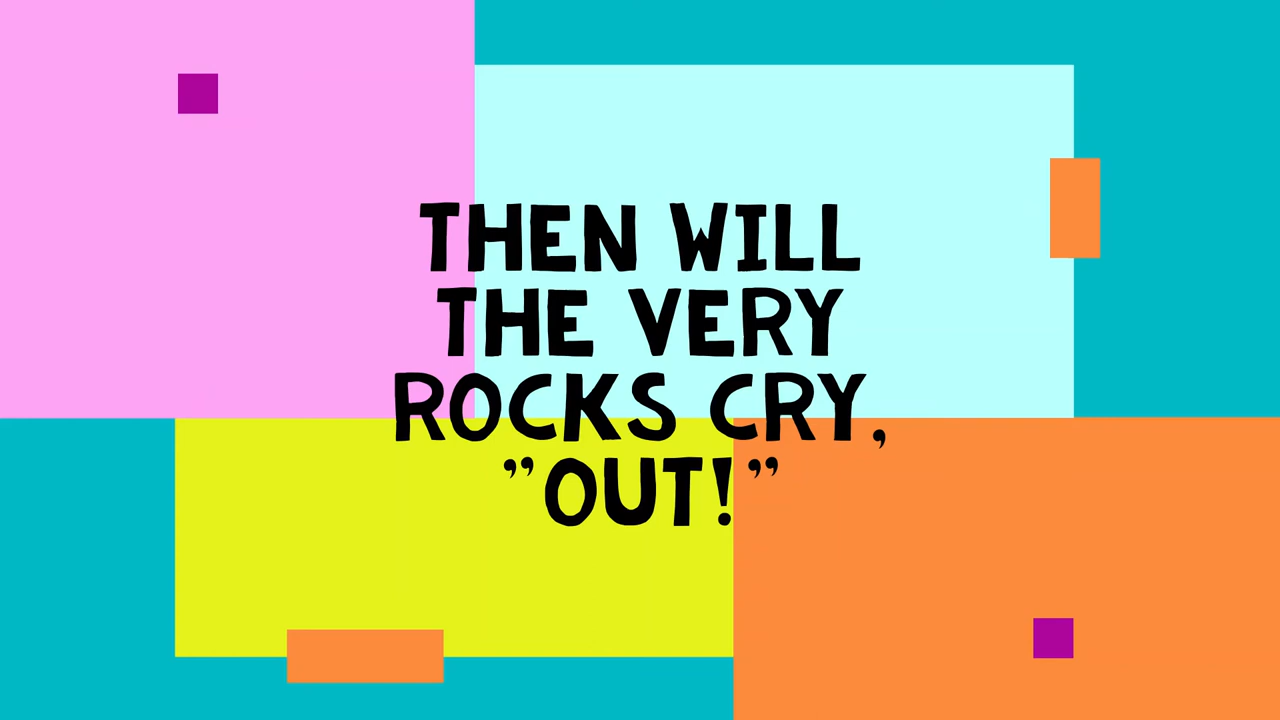 THEN WILL
THE VERY
ROCKS CRY,
”OUT!”